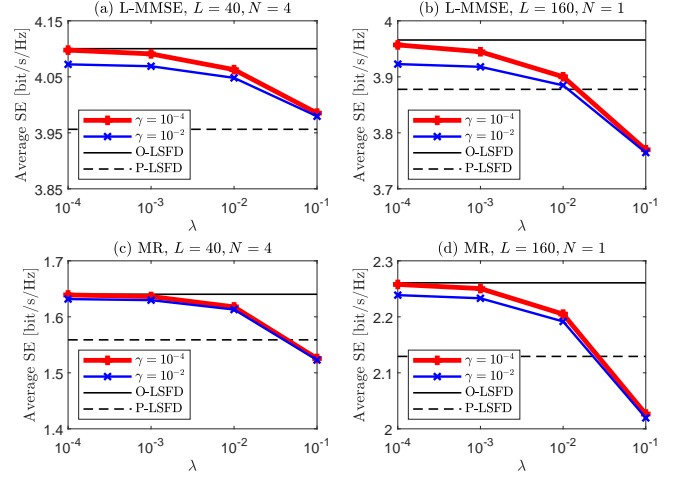 (a) L-MMSE, L = 40, N = 4
Average SE [bit/s/Hz]
4.15
4.05
3.95
3.85
γ = 10⁻⁴
γ = 10⁻²
O-LSFD
P-LSFD
10⁻⁴ 10⁻³ 10⁻² 10⁻¹
λ
(b) L-MMSE, L = 160, N = 1
Average SE [bit/s/Hz]
4
3.9
3.8
3.7
γ = 10⁻⁴
γ = 10⁻²
O-LSFD
P-LSFD
10⁻⁴ 10⁻³ 10⁻² 10⁻¹
λ
(c) MR, L = 40, N = 4
Average SE [bit/s/Hz]
1.7
1.6
1.5
1.4
γ = 10⁻⁴
γ = 10⁻²
O-LSFD
P-LSFD
10⁻⁴ 10⁻³ 10⁻² 10⁻¹
λ
(d) MR, L = 160, N = 1
Average SE [bit/s/Hz]
2.3
2.2
2.1
2
γ = 10⁻⁴
γ = 10⁻²
O-LSFD
P-LSFD
10⁻⁴ 10⁻³ 10⁻² 10⁻¹
λ